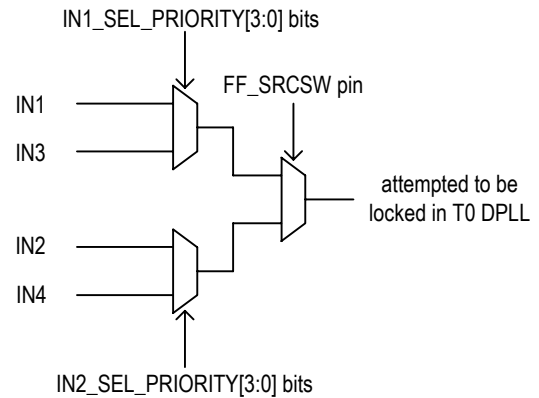 IN1_SEL_PRIORITY[3:0] bits
FF_SRCSW pin
IN1
IN3
attempted to be
locked in T0 DPLL
IN2
IN4
IN2_SEL_PRIORITY[3:0] bits